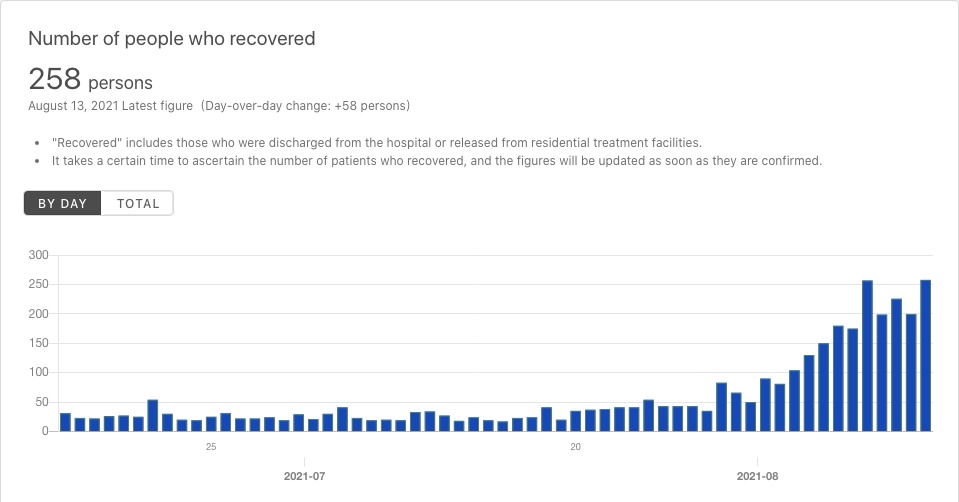 Number of people who recovered
258 persons
August 13, 2021 Latest figure (Day-over-day change: +58 persons)
• "Recovered" includes those who were discharged from the hospital or released from residential treatment facilities.
• It takes a certain time to ascertain the number of patients who recovered, and the figures will be updated as soon as they are confirmed.
BY DAY TOTAL
300
250
200
150
100
50
0
25 20
2021-07 2021-08